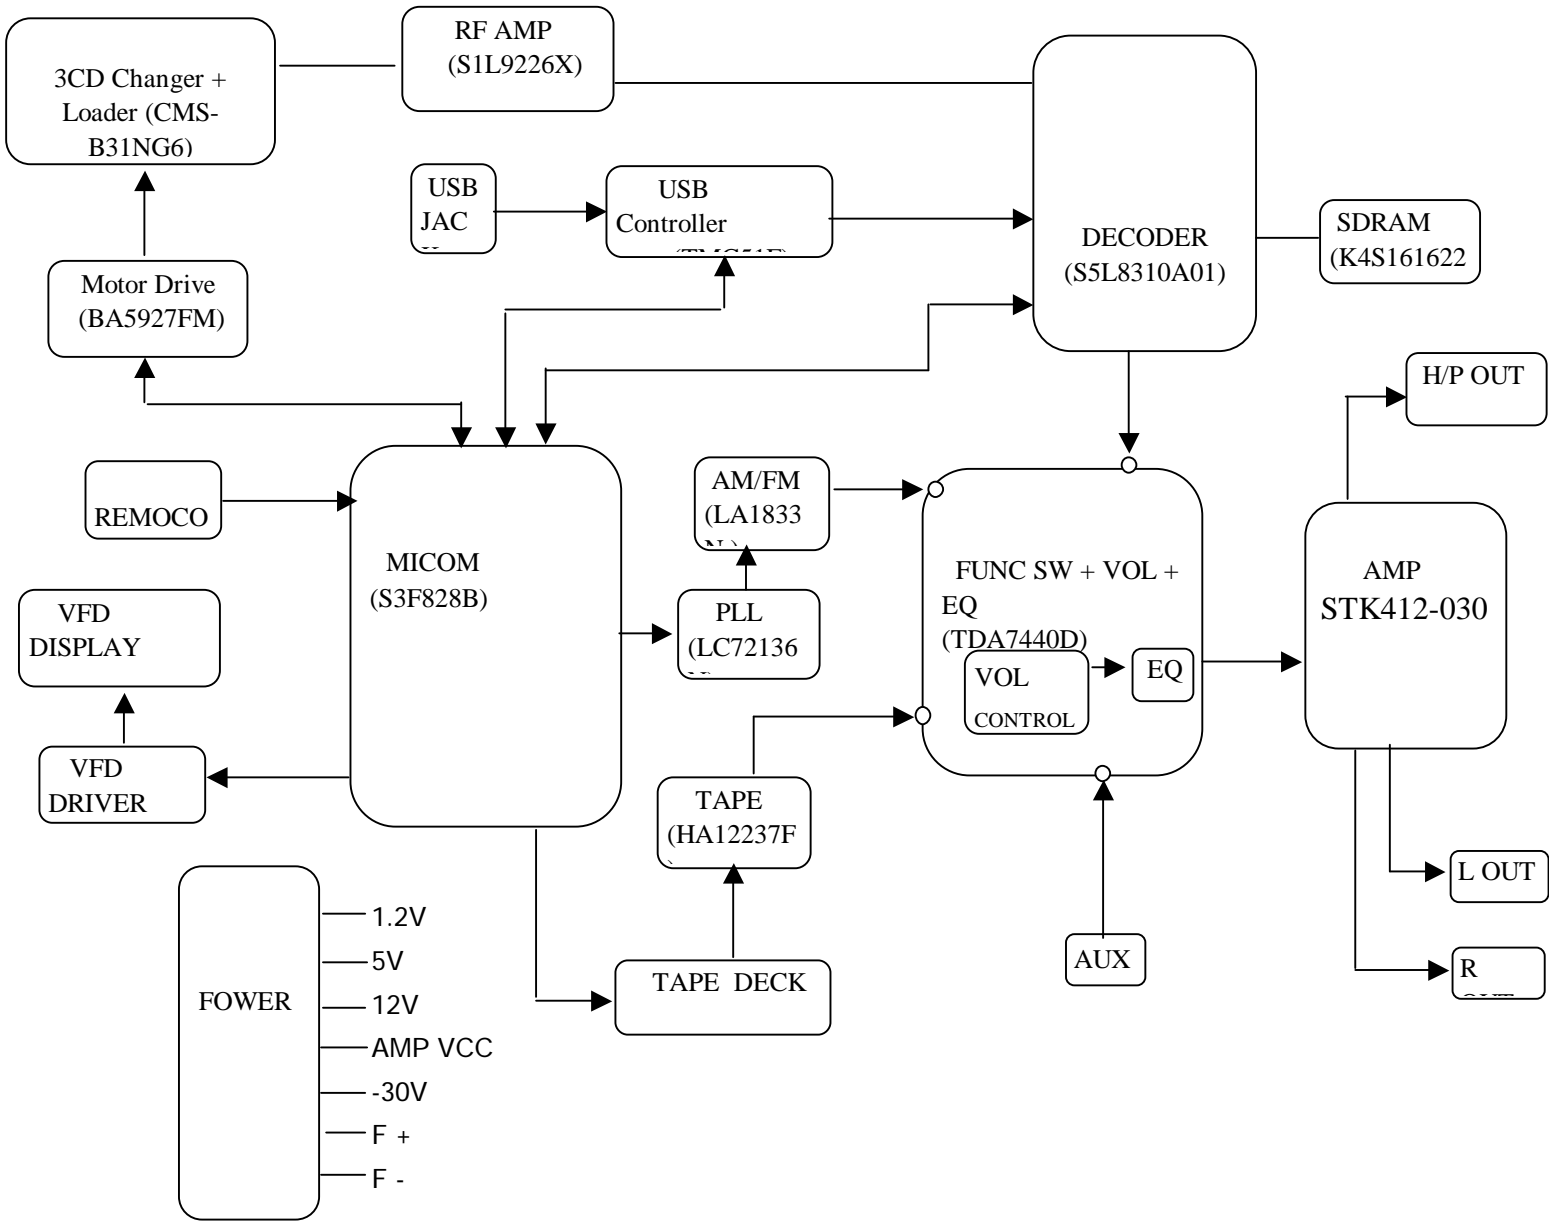 3CD Changer +
Loader (CMS-
B31NG6)
RF AMP
(S1L9226X)
USB
JAC
USB
Controller
DECODER
(S5L8310A01)
SDRAM
(K4S161622
Motor Drive
(BA5927FM)
H/P OUT
REMOCO
MICOM
(S3F828B)
AM/FM
(LA1833
FUNC SW + VOL +
EQ
(TDA7440D)
VOL
CONTROL
EQ
AMP
STK412-030
VFD
DISPLAY
PLL
(LC72136
VFD
DRIVER
TAPE
(HA12237F
L OUT
AUX
R
TAPE DECK
FOWER
1.2V
5V
12V
AMP VCC
-30V
F +
F -